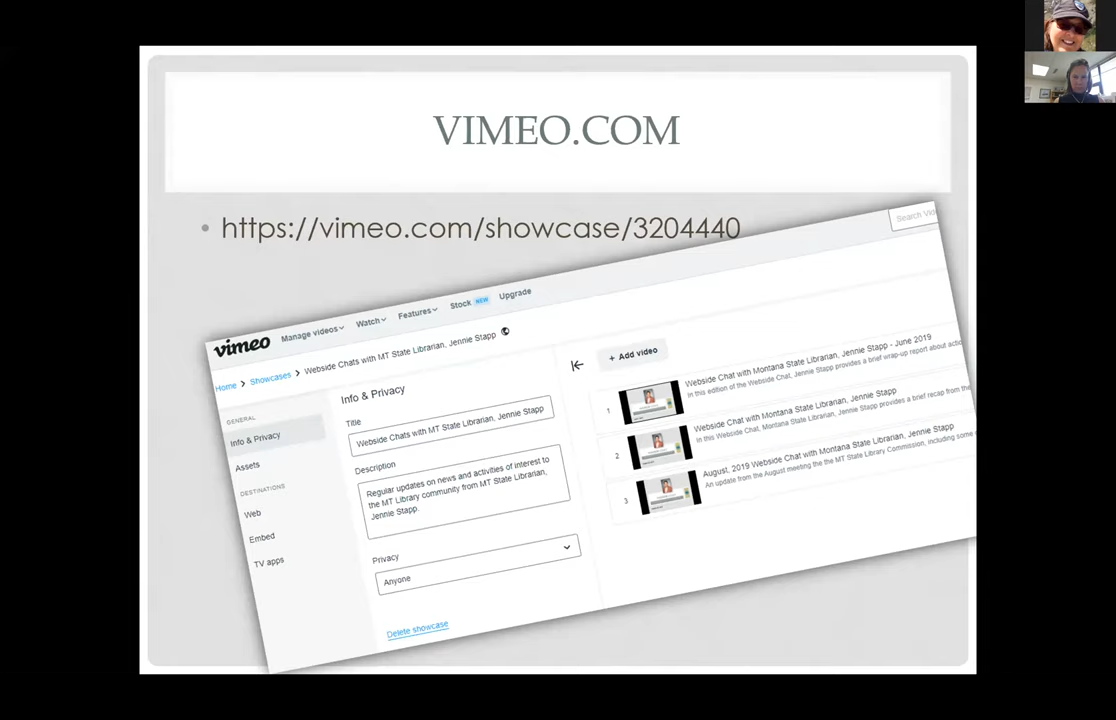 VIMEO.COM
• https://vimeo.com/showcase/3204440
Search Vid
vimeo Manage videos Watch Features Stock NEW Upgrade
Home > Showcases > Webside Chats with MT State Librarian, Jennie Stapp
GENERAL
Info & Privacy
Assets
DESTINATIONS
Web
Embed
TV apps
Info & Privacy
Title
Webside Chats with MT State Librarian, Jennie Stapp
Description
Regular updates on news and activities of interest to
the MT Library community from MT State Librarian,
Jennie Stapp.
Privacy
Anyone
Delete showcase
+ Add video
1
Webside Chat with Montana State Librarian, Jennie Stapp - June 2019
In this edition of the Webside Chat, Jennie Stapp provides a brief wrap-up report about actio
2
Webside Chat with Montana State Librarian, Jennie Stapp
In this Webside Chat, Montana State Librarian, Jennie Stapp, provides a brief recap from the
3
August, 2019 Webside Chat with Montana State Librarian, Jennie Stapp
An update from the August meeting the the MT State Library Commission, including some